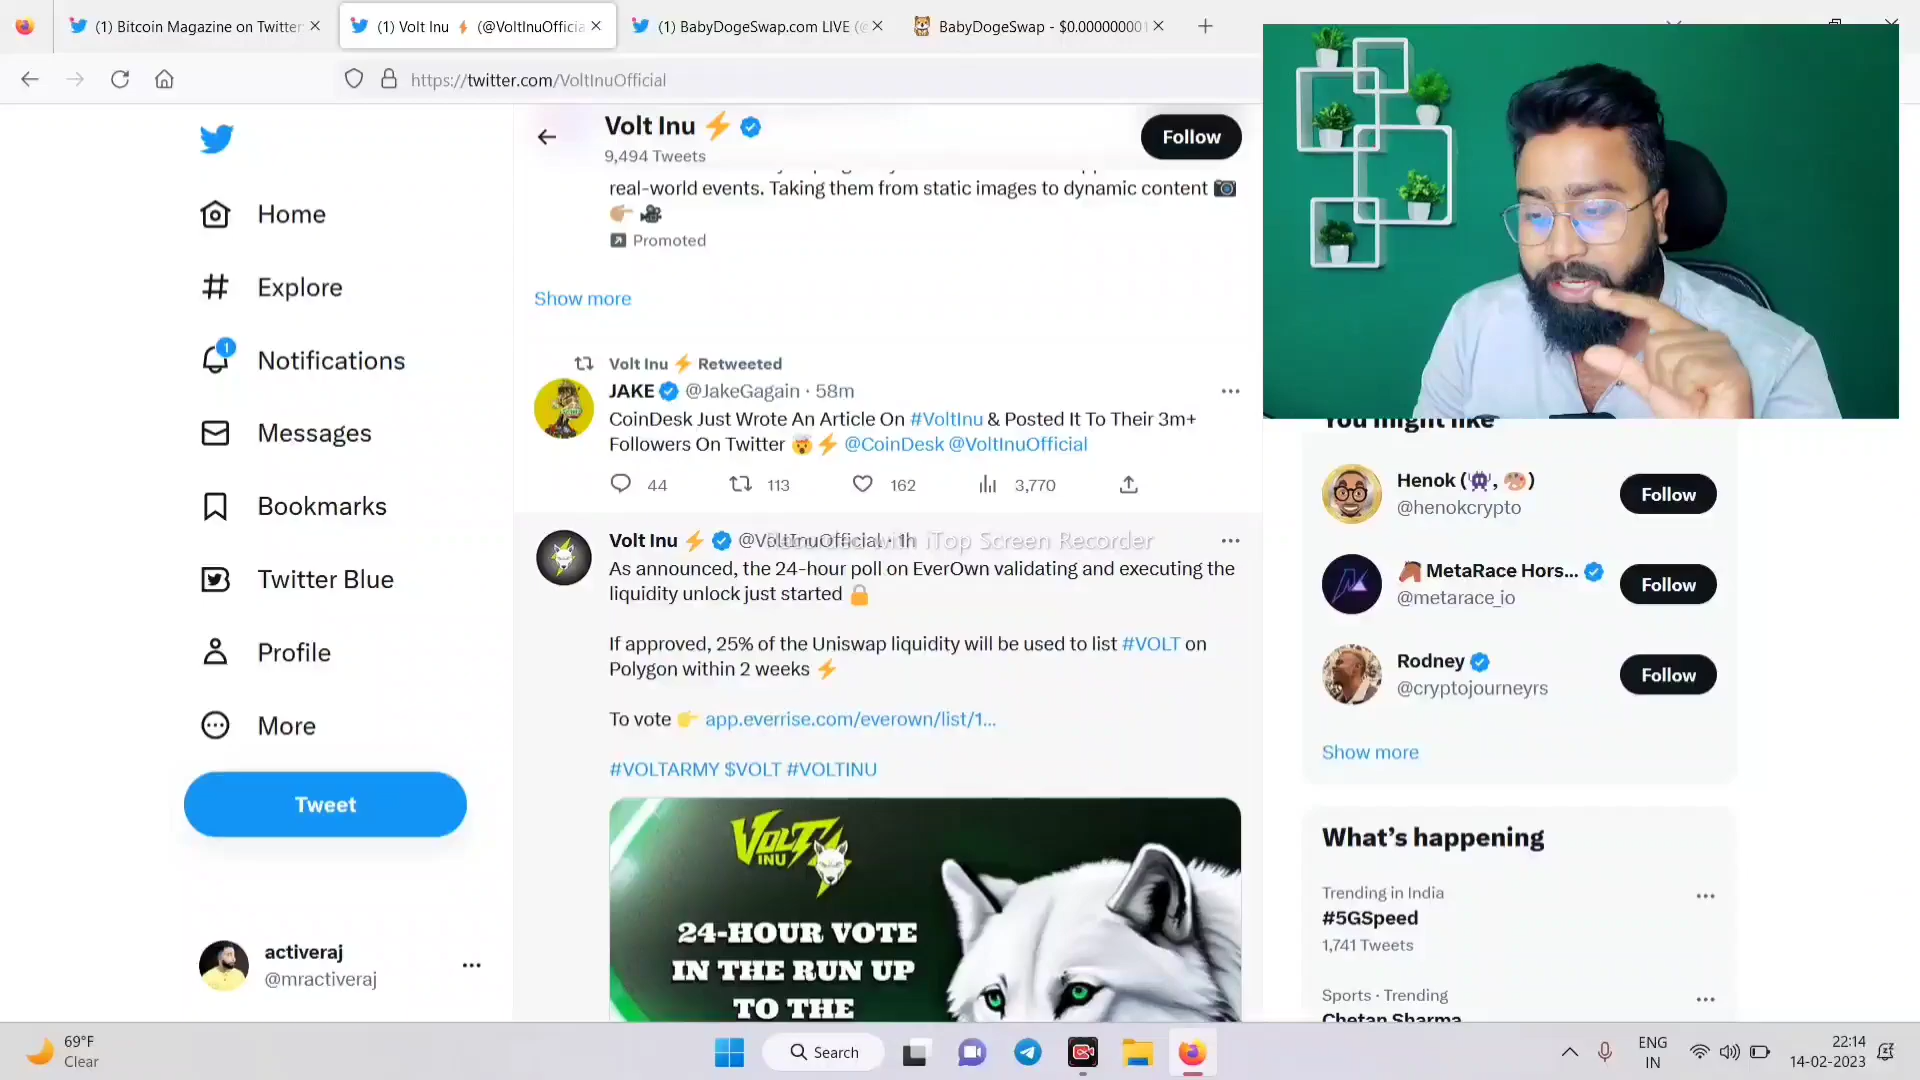 (1) Bitcoin Magazine on Twitter
(1) Volt Inu ⚡ (@VoltInuOfficia
(1) BabyDogeSwap.com LIVE (@
BabyDogeSwap - $0.000000001
https://twitter.com/VoltInuOfficial
Home
Explore
1
Notifications
Messages
Bookmarks
Twitter Blue
Profile
More
Tweet
activeraj
@mractiveraj
Volt Inu ⚡
9,494 Tweets
Follow
real-world events. Taking them from static images to dynamic content 📷
👉🏼 🎥
Promoted
Show more
Volt Inu ⚡ Retweeted
JAKE @JakeGagain · 58m
CoinDesk Just Wrote An Article On #VoltInu & Posted It To Their 3m+
Followers On Twitter 🤯⚡ @CoinDesk @VoltInuOfficial
44 113 162 3,770
Volt Inu ⚡ @VoltInuOfficial · 1h
Recorded with iTop Screen Recorder
As announced, the 24-hour poll on EverOwn validating and executing the
liquidity unlock just started 🔒
If approved, 25% of the Uniswap liquidity will be used to list #VOLT on
Polygon within 2 weeks ⚡
To vote 👉 app.everrise.com/everown/list/1...
#VOLTARMY $VOLT #VOLTINU
VOLT
INU
24-HOUR VOTE
IN THE RUN UP
TO THE
You might like
Henok (👾, 🎨)
@henokcrypto
Follow
🐴 MetaRace Hors...
@metarace_io
Follow
Rodney
@cryptojourneyrs
Follow
Show more
What's happening
Trending in India
#5GSpeed
1,741 Tweets
Sports · Trending
Chetan Sharma
69°F
Clear
Search
ENG
IN
22:14
14-02-2023